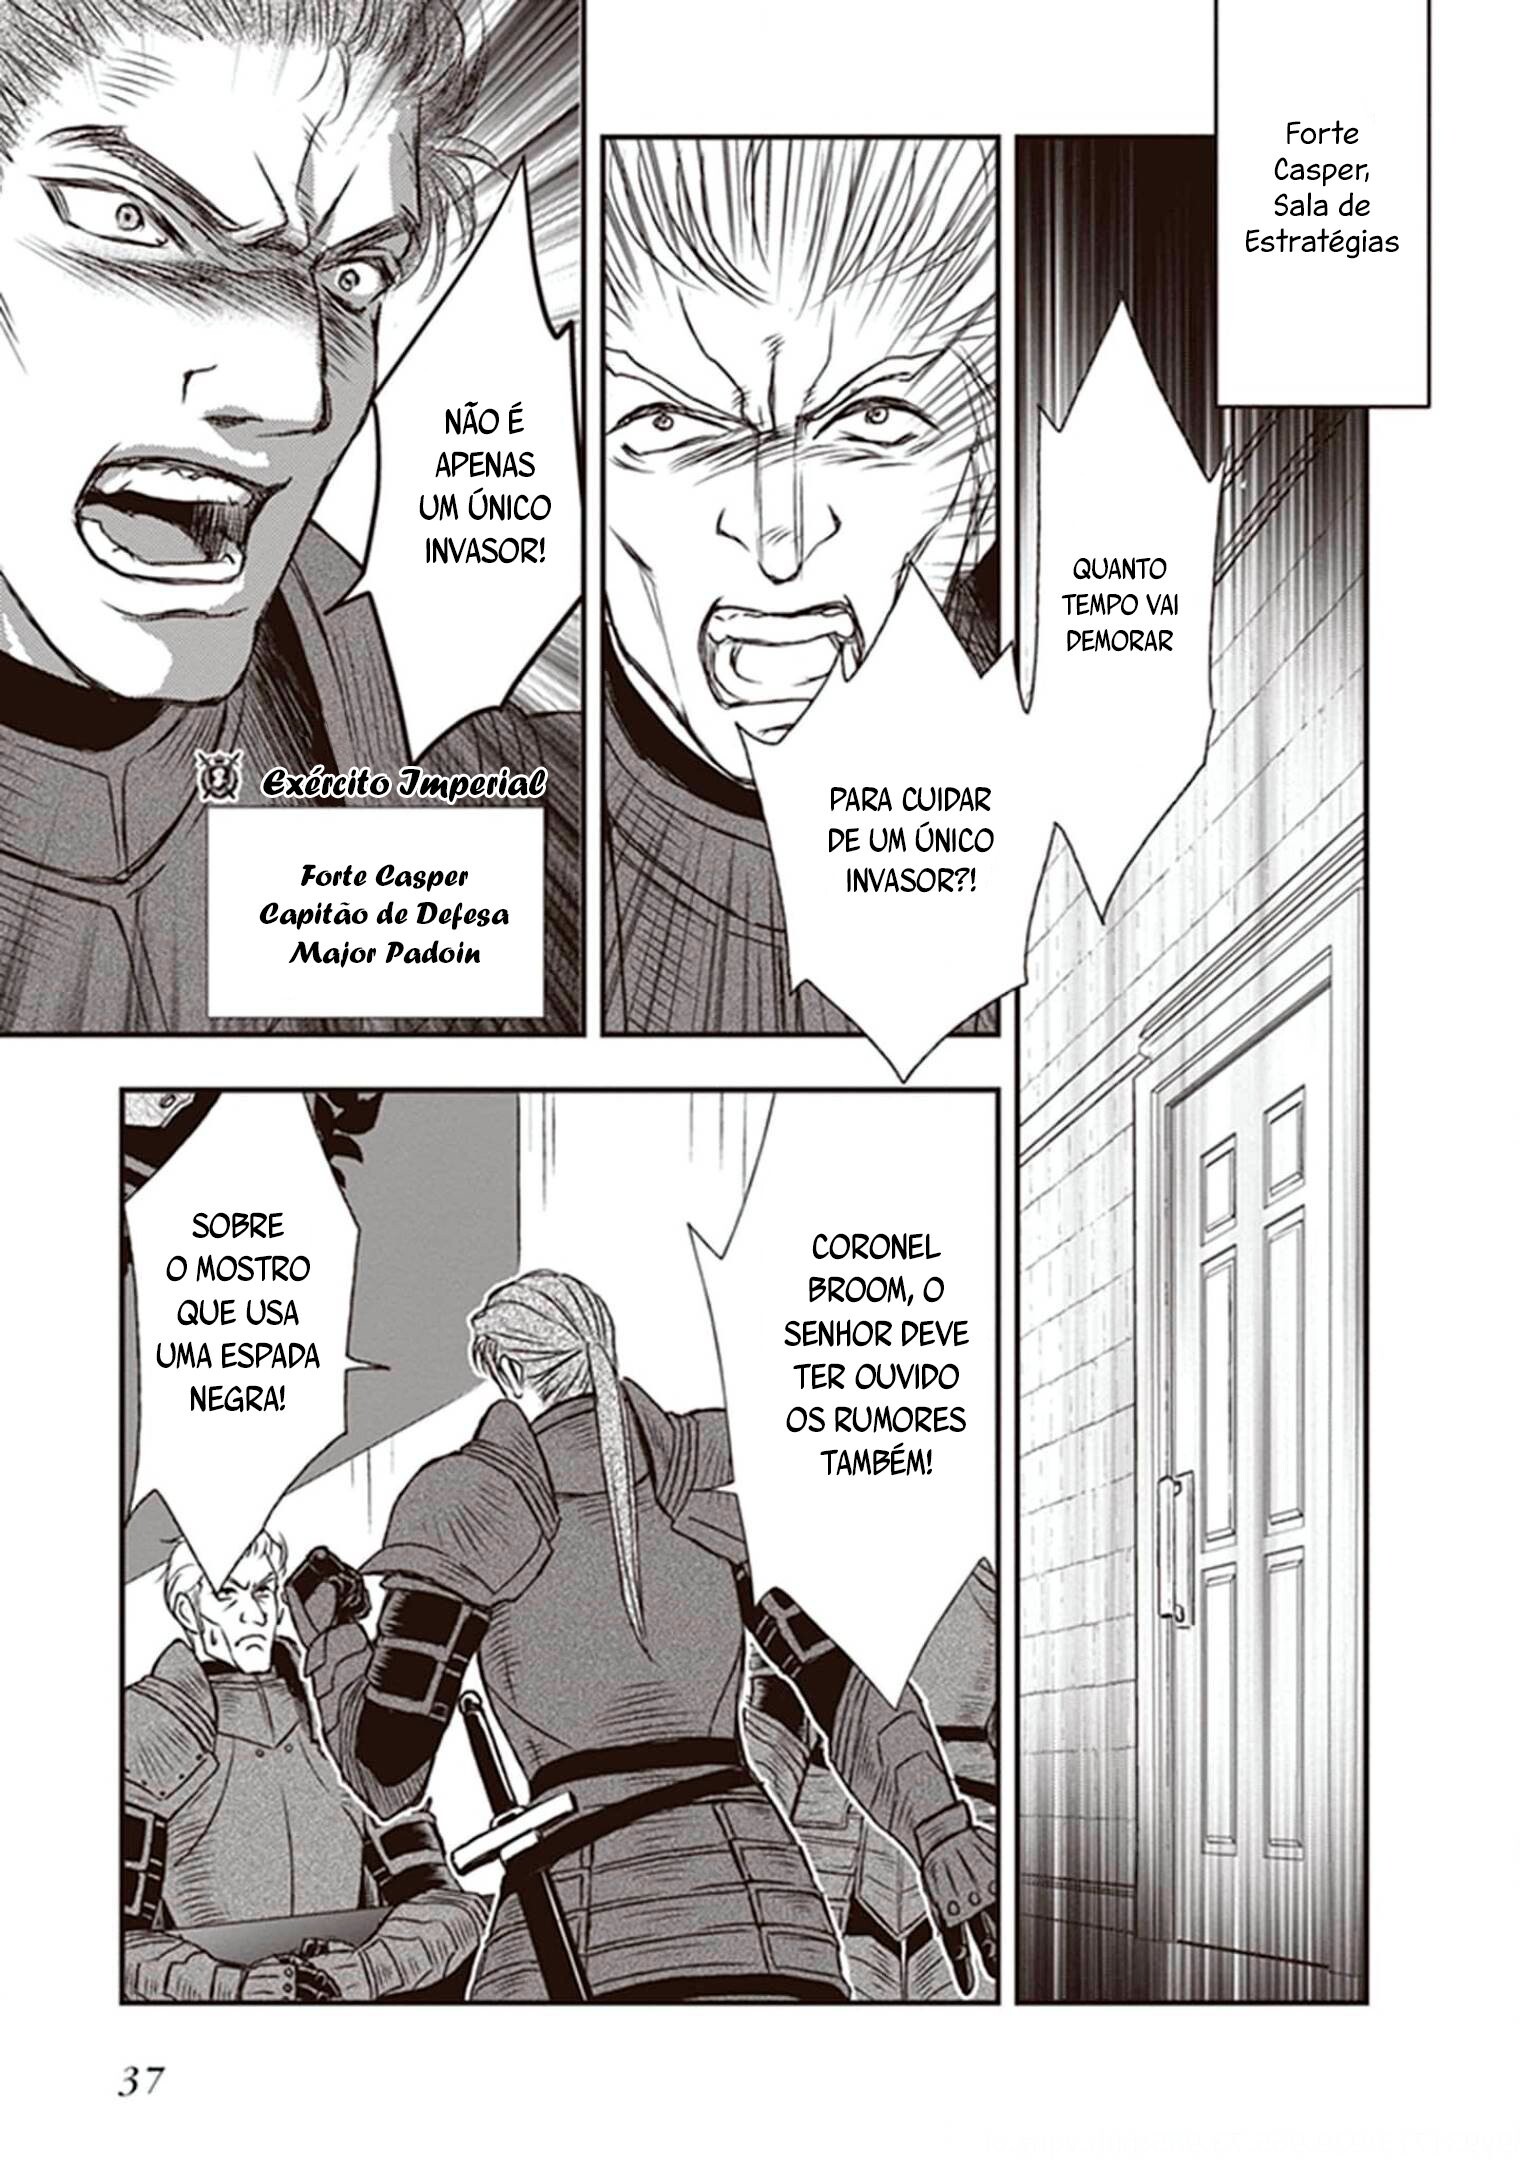 Forte
Casper,
Sala de
Estratégias
QUANTO
TEMPO VAI
DEMORAR
PARA CUIDAR
DE UM ÚNICO
INVASOR?!
NÃO É
APENAS
UM ÚNICO
INVASOR!
Exército Imperial
Forte Casper
Capitão de Defesa
Major Padoin
CORONEL
BROOM, O
SENHOR DEVE
TER OUVIDO
OS RUMORES
TAMBÉM!
SOBRE
O MOSTRO
QUE USA
UMA ESPADA
NEGRA!
37